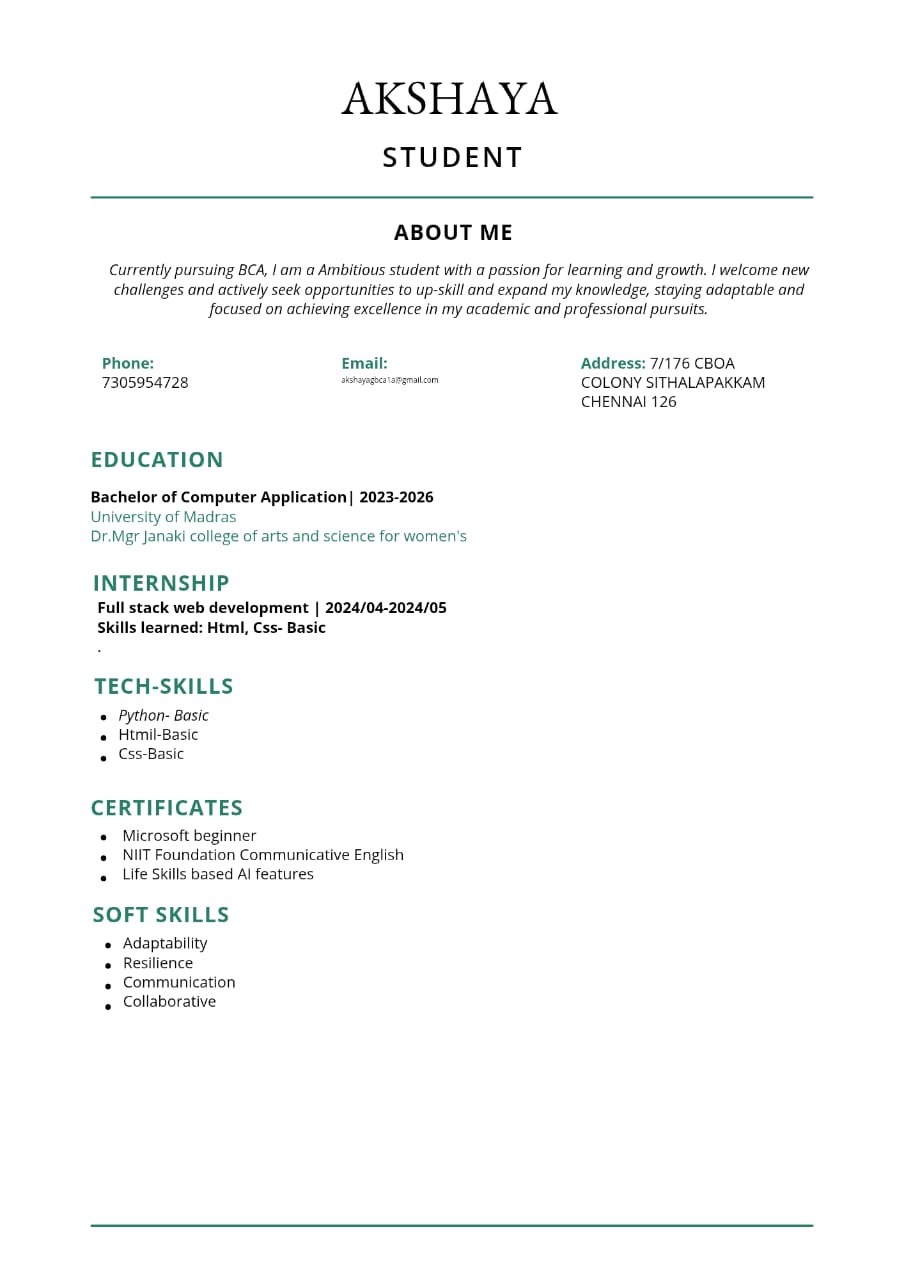 AKSHAYA
STUDENT
ABOUT ME
Currently pursuing BCA, I am a Ambitious student with a passion for learning and growth. I welcome new
challenges and actively seek opportunities to up-skill and expand my knowledge, staying adaptable and
focused on achieving excellence in my academic and professional pursuits.
Phone:
7305954728
Email:
akshayagbca1a@gmail.com
Address: 7/176 CBOA
COLONY SITHALAPAKKAM
CHENNAI 126
EDUCATION
Bachelor of Computer Application| 2023-2026
University of Madras
Dr.Mgr Janaki college of arts and science for women's
INTERNSHIP
Full stack web development | 2024/04-2024/05
Skills learned: Html, Css- Basic
.
TECH-SKILLS
• Python- Basic
• Htmil-Basic
• Css-Basic
CERTIFICATES
• Microsoft beginner
• NIIT Foundation Communicative English
• Life Skills based AI features
SOFT SKILLS
• Adaptability
• Resilience
• Communication
• Collaborative